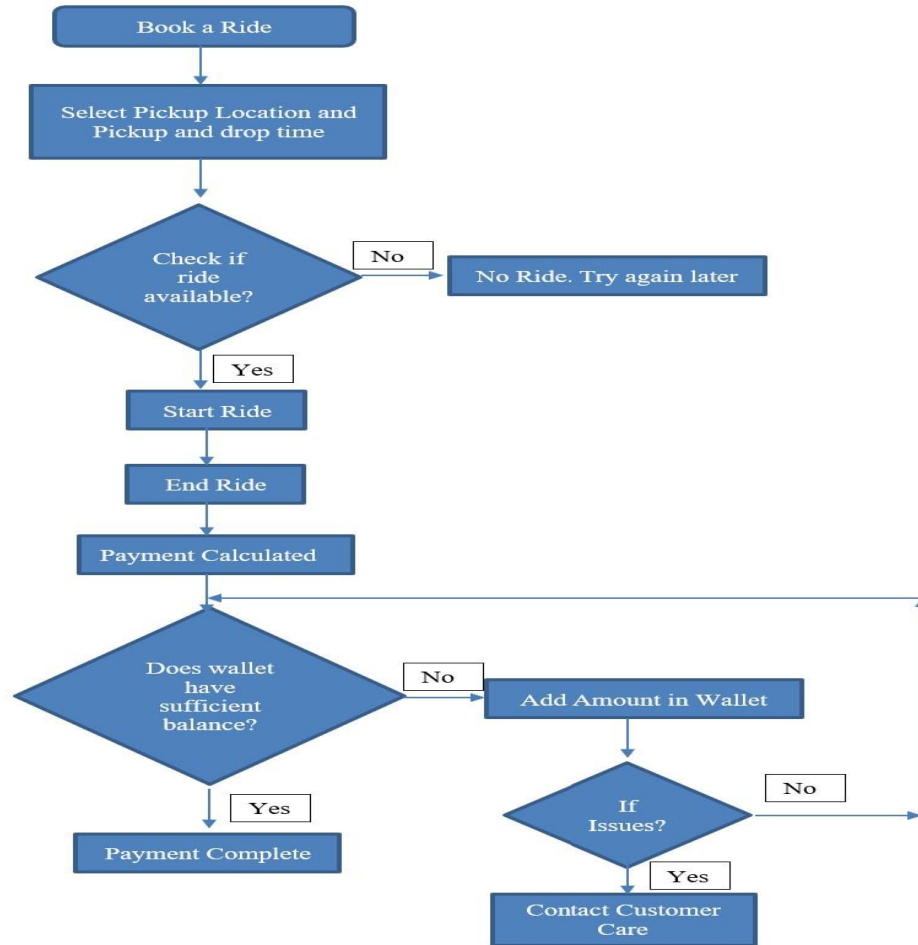 Book a Ride
Select Pickup Location and
Pickup and drop time
Check if
ride
available?
No
No Ride. Try again later
Yes
Start Ride
End Ride
Payment Calculated
Does wallet
have
sufficient
balance?
No
Add Amount in Wallet
If
Issues?
No
Yes
Payment Complete
Yes
Contact Customer
Care